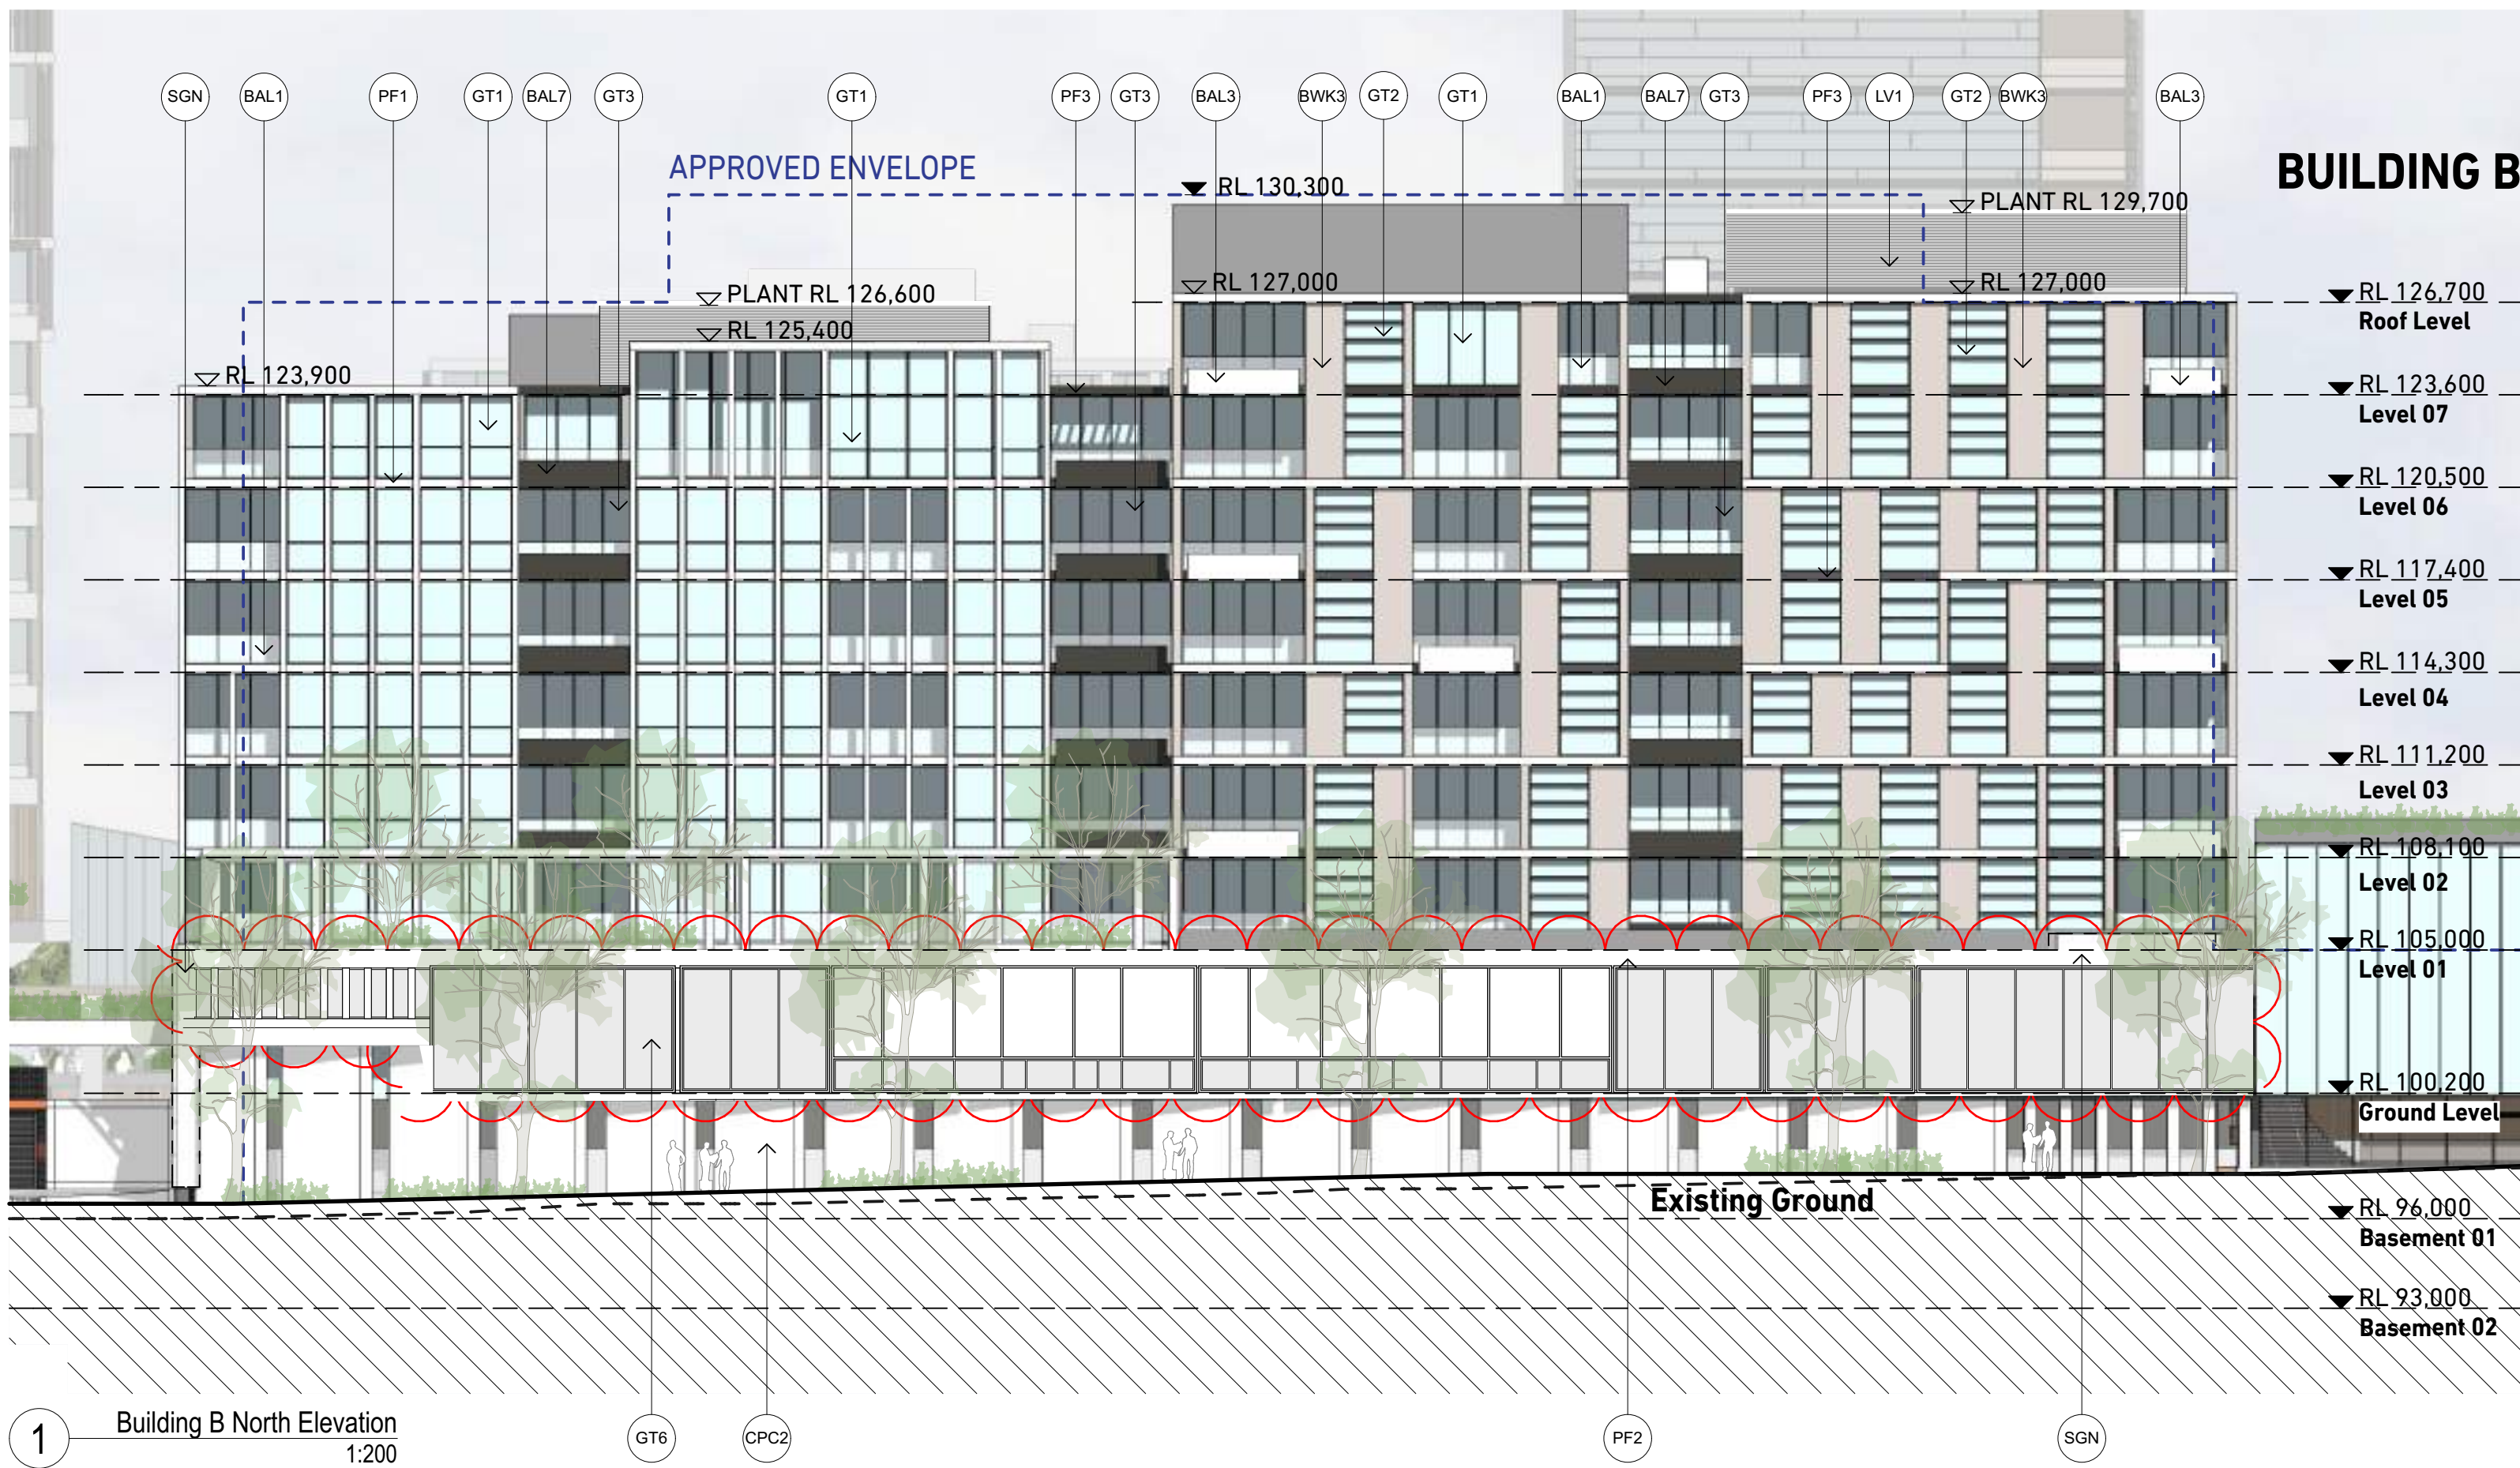 SGN BAL1 PF1 GT1 BAL7 GT3 GT1 PF3 GT3 BAL3 BWK3 GT2 GT1 BAL1 BAL7 GT3 PF3 LV1 GT2 BWK3 BAL3
APPROVED ENVELOPE
BUILDING B
RL 130,300
PLANT RL 129,700
RL 127,000
RL 127,000
PLANT RL 126,600
RL 125,400
RL 123,900
RL 126,700
Roof Level
RL 123,600
Level 07
RL 120,500
Level 06
RL 117,400
Level 05
RL 114,300
Level 04
RL 111,200
Level 03
RL 108,100
Level 02
RL 105,000
Level 01
RL 100,200
Ground Level
Existing Ground
RL 96,000
Basement 01
RL 93,000
Basement 02
1
Building B North Elevation
1:200
GT6 CPC2 PF2 SGN